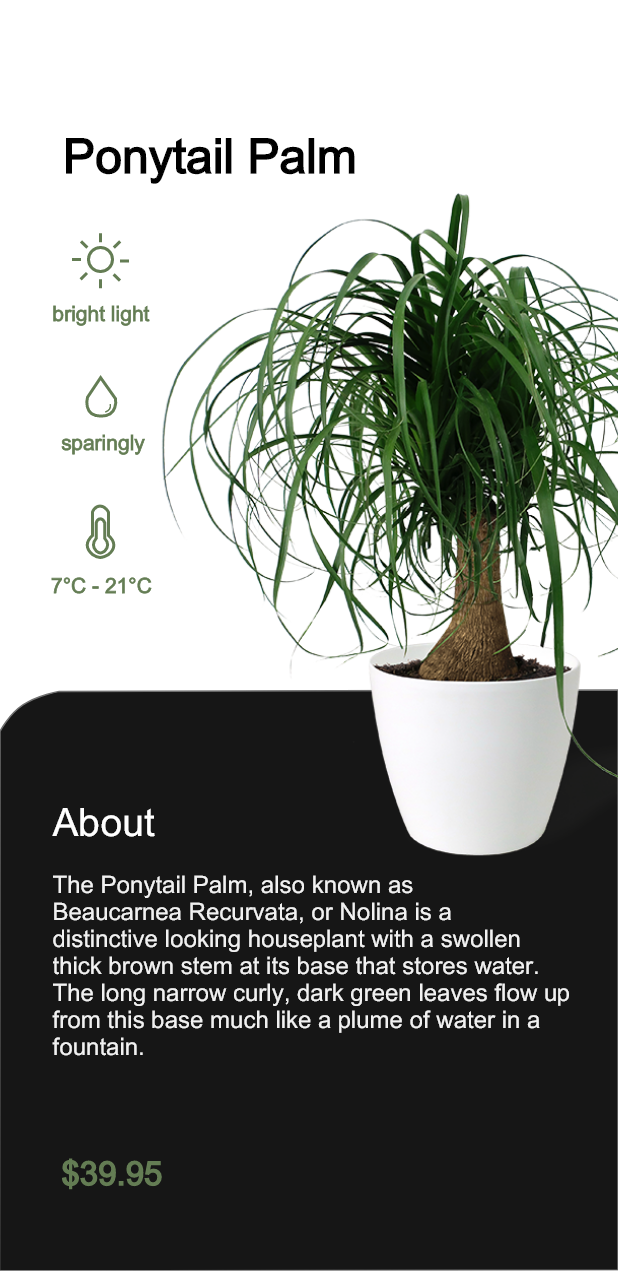 Ponytail Palm
bright light
sparingly
7°C - 21°C
About
The Ponytail Palm, also known as
Beaucarnea Recurvata, or Nolina is a
distinctive looking houseplant with a swollen
thick brown stem at its base that stores water.
The long narrow curly, dark green leaves flow up
from this base much like a plume of water in a
fountain.
$39.95